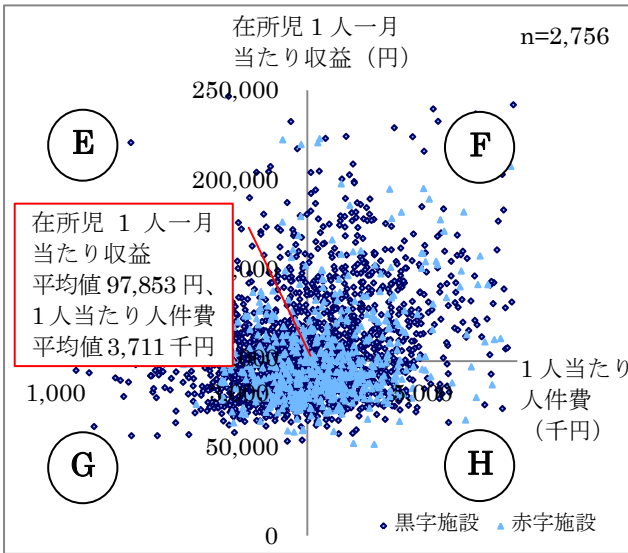 在所児1人一月
当たり収益（円）
n=2,756
250,000
E
F
200,000
在所児 1 人一月
当たり収益
平均値 97,853 円、
1人当たり人件費
平均値 3,711 千円
1 人当たり
人件費
（千円）
1,000
5,000
50,000
G
H
0
黒字施設
赤字施設